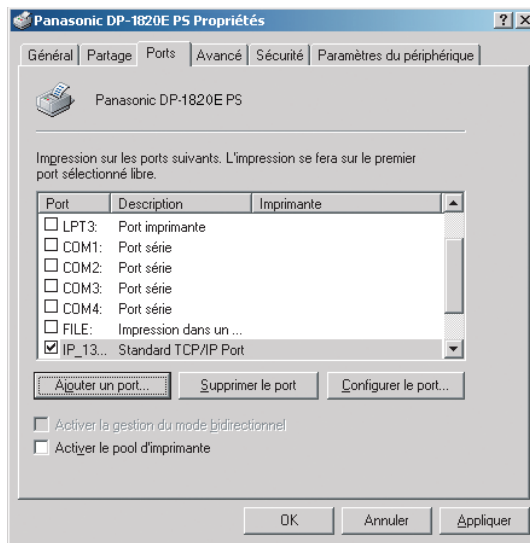 Panasonic DP-1820E PS Propriétés
Général Partage Ports Avancé Sécurité Paramètres du périphérique
Panasonic DP-1820E PS
Impression sur les ports suivants. L'impression se fera sur le premier
port sélectionné libre.
Port Description Imprimante
LPT3: Port imprimante
COM1: Port série
COM2: Port série
COM3: Port série
COM4: Port série
FILE: Impression dans un ...
IP_13... Standard TCP/IP Port
Ajouter un port... Supprimer le port Configurer le port...
Activer la gestion du mode bidirectionnel
Activer le pool d'imprimante
OK Annuler Appliquer